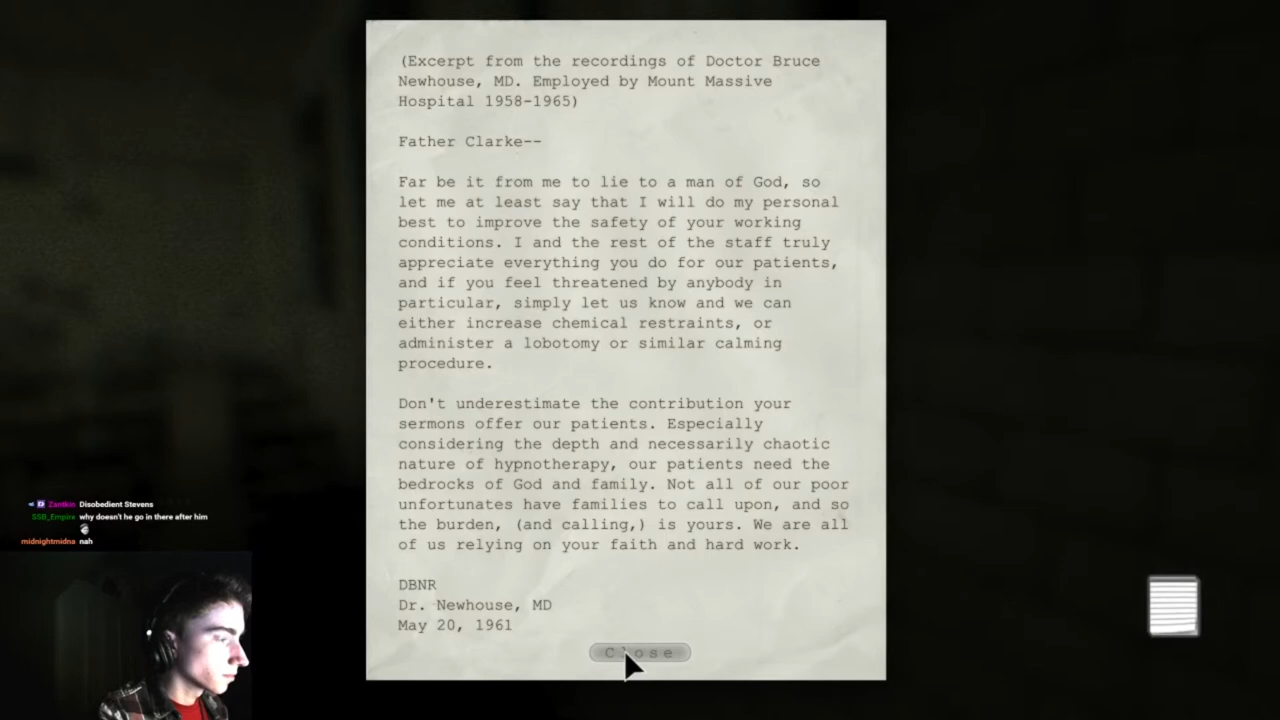 (Excerpt from the recordings of Doctor Bruce
Newhouse, MD. Employed by Mount Massive
Hospital 1958-1965)
Father Clarke--
Far be it from me to lie to a man of God, so
let me at least say that I will do my personal
best to improve the safety of your working
conditions. I and the rest of the staff truly
appreciate everything you do for our patients,
and if you feel threatened by anybody in
particular, simply let us know and we can
either increase chemical restraints, or
administer a lobotomy or similar calming
procedure.
Don't underestimate the contribution your
sermons offer our patients. Especially
considering the depth and necessarily chaotic
nature of hypnotherapy, our patients need the
bedrocks of God and family. Not all of our poor
unfortunates have families to call upon, and so
the burden, (and calling,) is yours. We are all
of us relying on your faith and hard work.
DBNR
Dr. Newhouse, MD
May 20, 1961
Close
Zantkin Disobedient Stevens
SSB_Empire why doesn't he go in there after him
midnightmidna nah